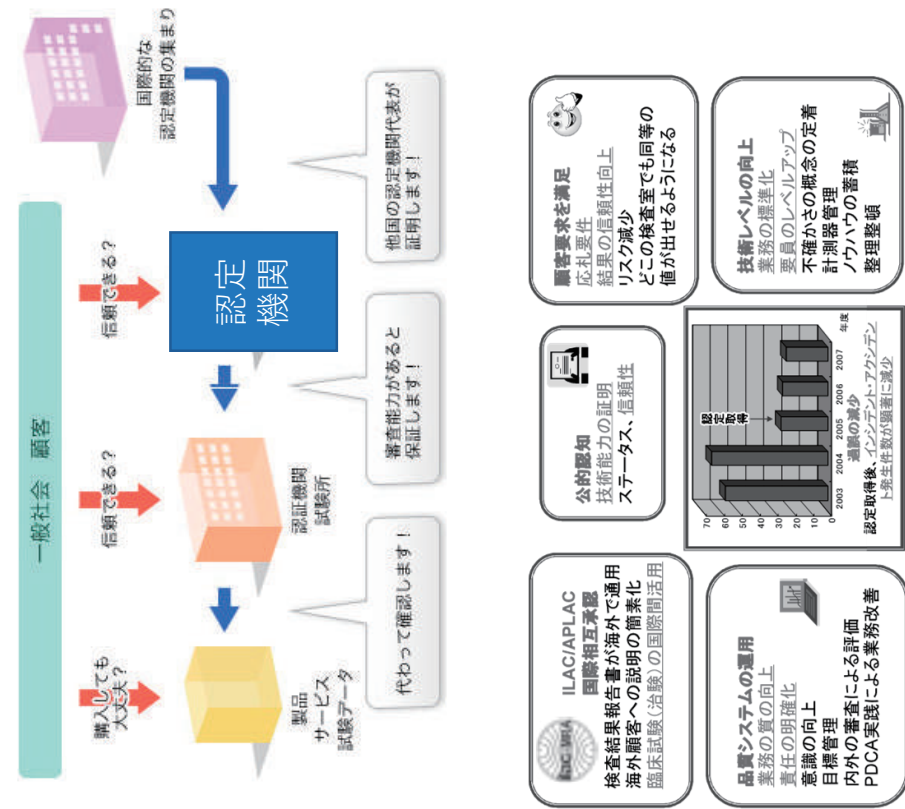 一般社会 顧客
購入しても
大丈夫？
信頼できる？
信頼できる？
国際的な
認定機関の集まり
製品
サービス
試験データ
認証機関
試験所
認定
機関
代わって確認します！
審査能力があると
保証します！
他国の認定機関代表が
証明します！
ILAC/APLAC
国際相互承認
検査結果報告書が海外で通用
海外顧客への説明の簡素化
臨床試験（治験）の国際間活用
公的認知
技術能力の証明
ステータス、信頼性
顧客要求を満足
応札要件
結果の信頼性向上
リスク減少
どこの検査室でも同等の
値が出せるようになる
品質システムの運用
業務の質の向上
責任の明確化
意識の向上
目標管理
内外の審査による評価
PDCA実践による業務改善
70
60
50
40
30
20
10
0
認定
取得
2003 2004 2005 2006 2007
年度
過誤の減少
認定取得後、インシデント・アクシデン
ト発生件数が顕著に減少
技術レベルの向上
業務の標準化
要員のレベルアップ
不確かさの概念の定着
計測器管理
ノウハウの蓄積
整理整頓